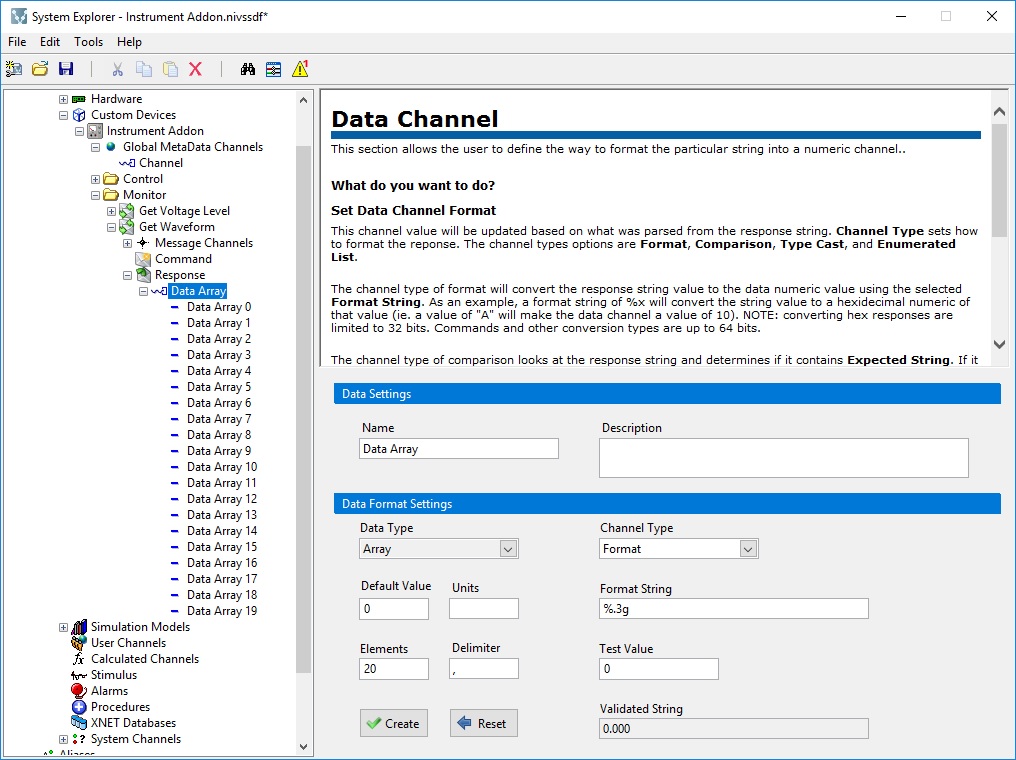 System Explorer - Instrument Addon.nivssdf*
File Edit Tools Help
Hardware
Custom Devices
Instrument Addon
Global MetaData Channels
Channel
Control
Monitor
Get Voltage Level
Get Waveform
Message Channels
Command
Response
Data Array
Data Array 0
Data Array 1
Data Array 2
Data Array 3
Data Array 4
Data Array 5
Data Array 6
Data Array 7
Data Array 8
Data Array 9
Data Array 10
Data Array 11
Data Array 12
Data Array 13
Data Array 14
Data Array 15
Data Array 16
Data Array 17
Data Array 18
Data Array 19
Simulation Models
User Channels
Calculated Channels
Stimulus
Alarms
Procedures
XNET Databases
System Channels
Aliases
Data Channel
This section allows the user to define the way to format the particular string into a numeric channel..
What do you want to do?
Set Data Channel Format
This channel value will be updated based on what was parsed from the response string. Channel Type sets how
to format the reponse. The channel types options are Format, Comparison, Type Cast, and Enumerated
List.
The channel type of format will convert the response string value to the data numeric value using the selected
Format String. As an example, a format string of %x will convert the string value to a hexidecimal numeric of
that value (ie. a value of "A" will make the data channel a value of 10). NOTE: converting hex responses are
limited to 32 bits. Commands and other conversion types are up to 64 bits.
The channel type of comparison looks at the response string and determines if it contains Expected String. If it
Data Settings
Name Description
Data Array
Data Format Settings
Data Type Channel Type
Array Format
Default Value Units Format String
0 %.3g
Elements Delimiter Test Value
20 , 0
Validated String
Create Reset 0.000